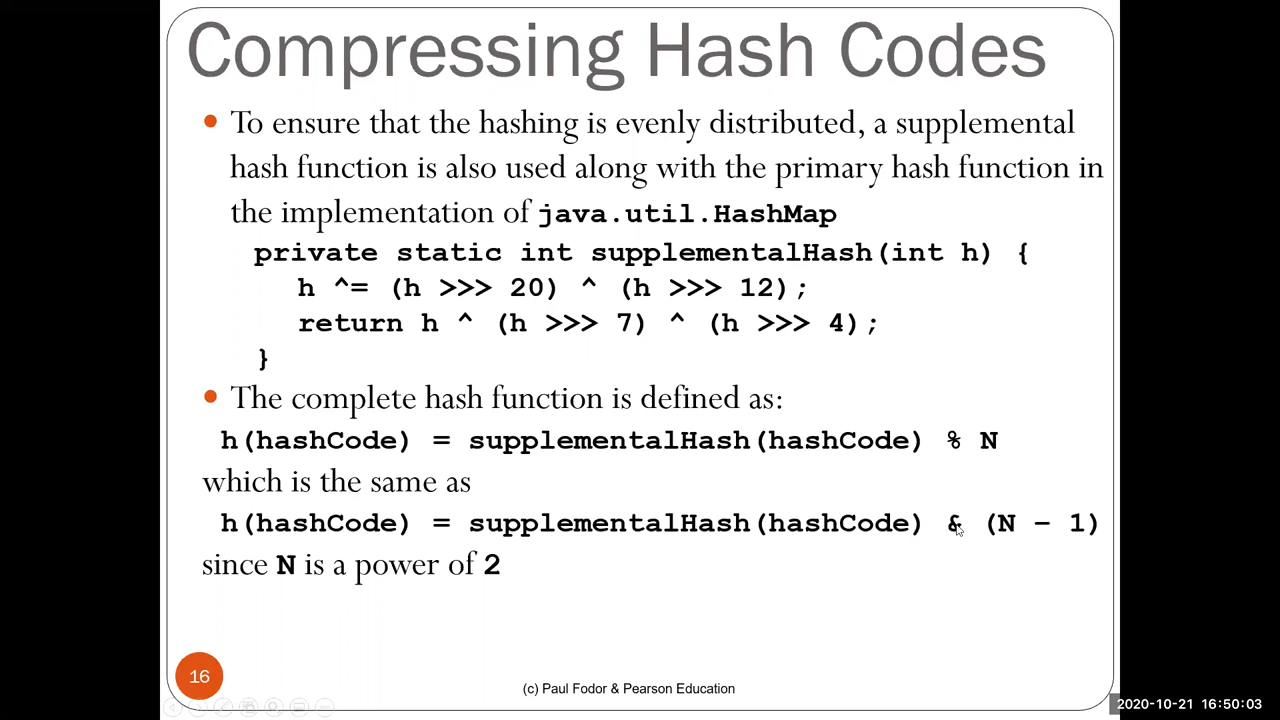 Compressing Hash Codes
• To ensure that the hashing is evenly distributed, a supplemental
hash function is also used along with the primary hash function in
the implementation of java.util.HashMap
private static int supplementalHash(int h) {
h ^= (h >>> 20) ^ (h >>> 12);
return h ^ (h >>> 7) ^ (h >>> 4);
}
• The complete hash function is defined as:
h(hashCode) = supplementalHash(hashCode) % N
which is the same as
h(hashCode) = supplementalHash(hashCode) & (N – 1)
since N is a power of 2
16
(c) Paul Fodor & Pearson Education
2020-10-21 16:50:03